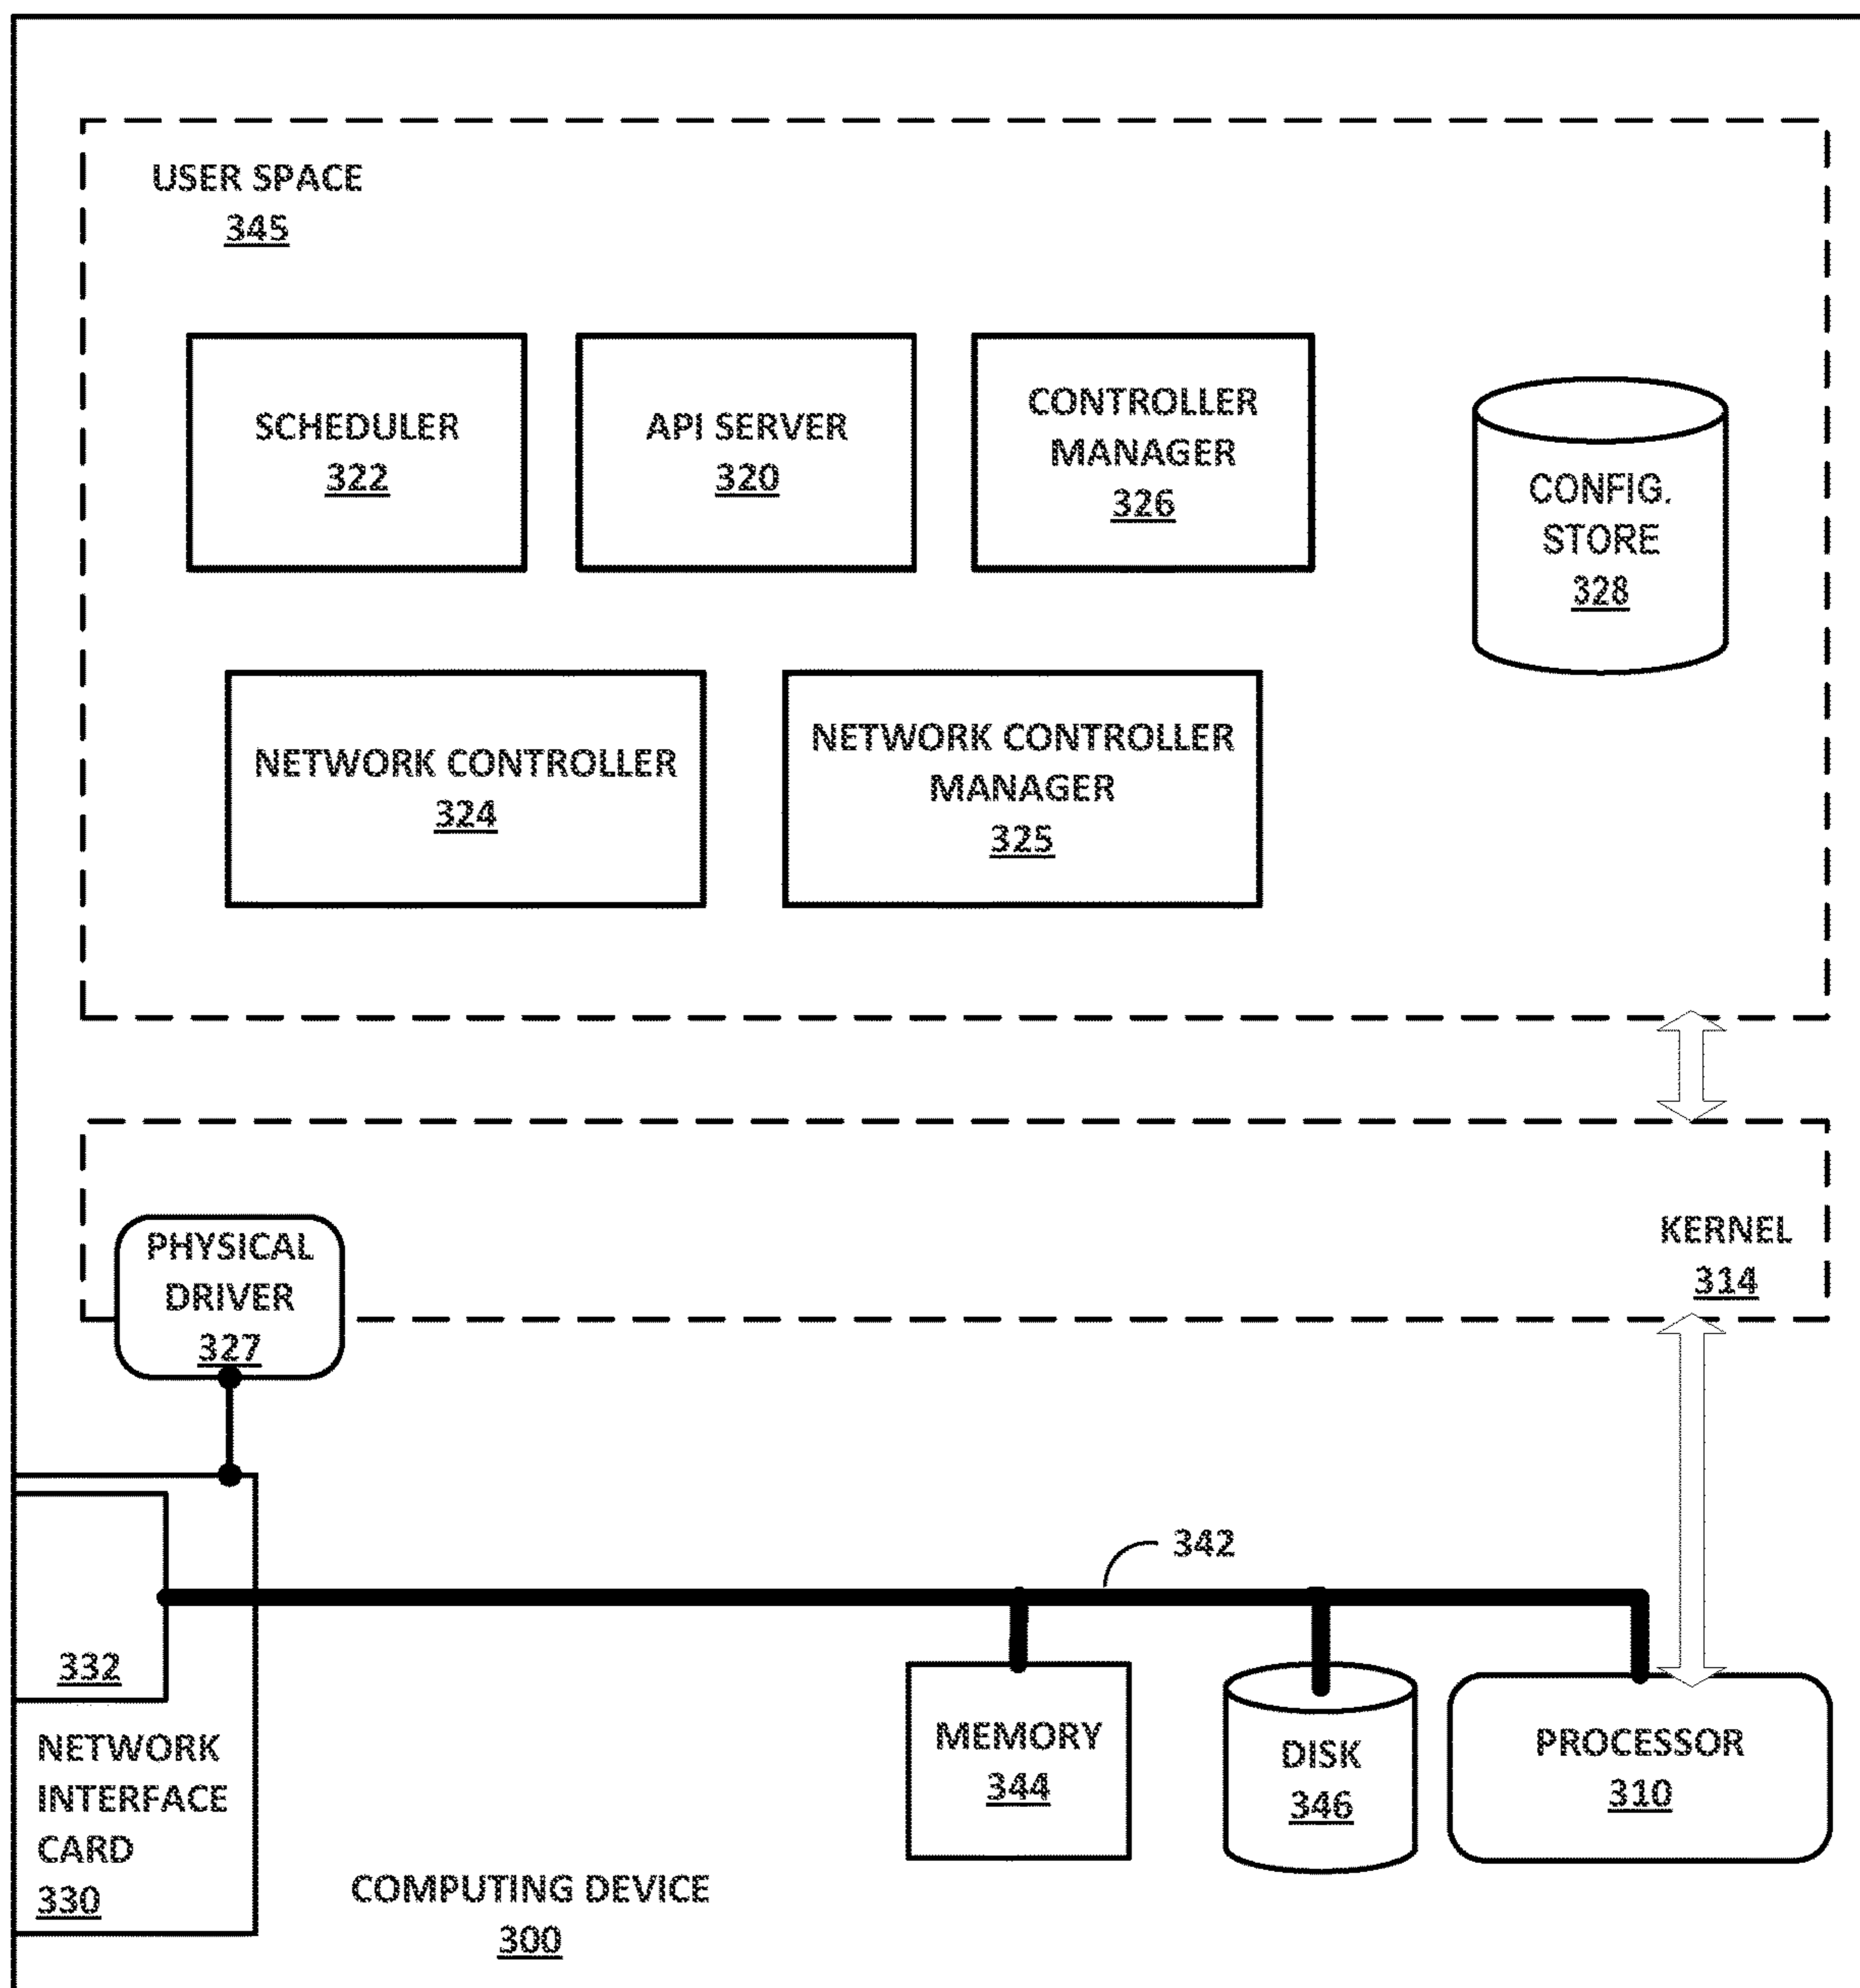 USER SPACE
345
SCHEDULER
322
API SERVER
320
CONTROLLER
MANAGER
326
CONFIG.
STORE
328
NETWORK CONTROLLER
324
NETWORK CONTROLLER
MANAGER
325
PHYSICAL
DRIVER
327
KERNEL
314
342
332
NETWORK
INTERFACE
CARD
330
MEMORY
344
DISK
346
PROCESSOR
310
COMPUTING DEVICE
300